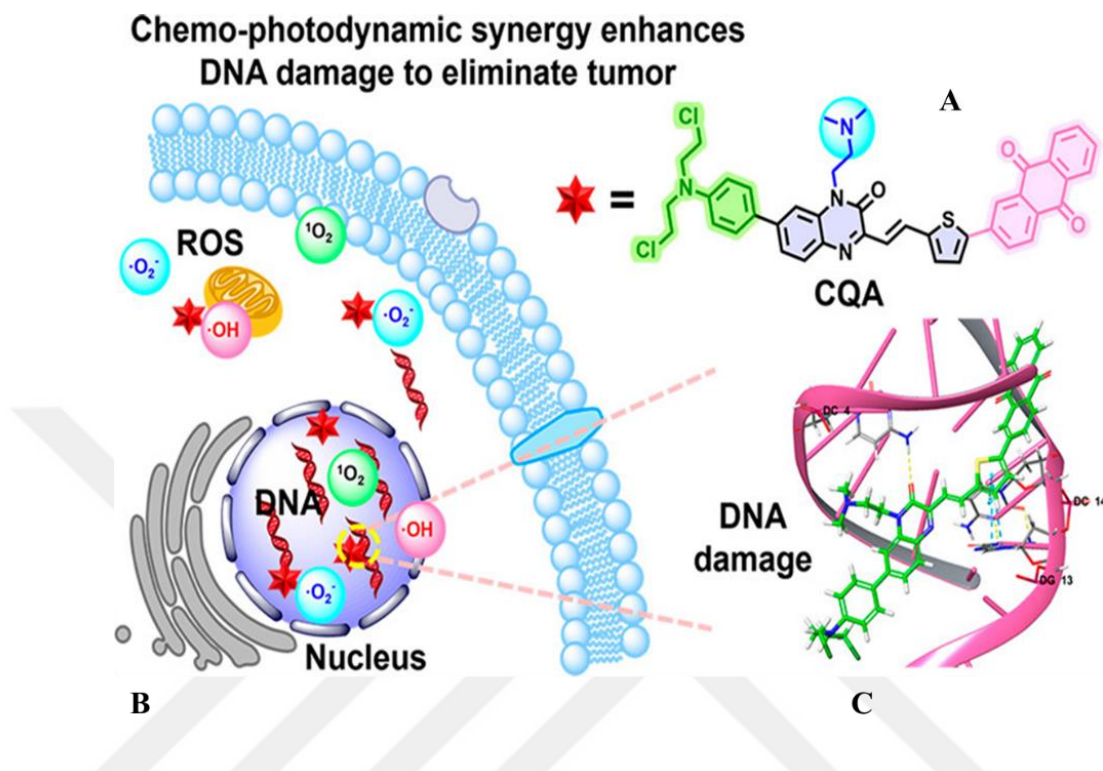 Chemo-photodynamic synergy enhances
DNA damage to eliminate tumor
A
Cl
N
Cl
N
N
O
N
S
O
O
=
CQA
ROS
¹O₂
·O₂⁻
·OH
·O₂⁻
DNA
¹O₂
·OH
·O₂⁻
Nucleus
DNA
damage
DC 4
DC 14
DG 13
B
C